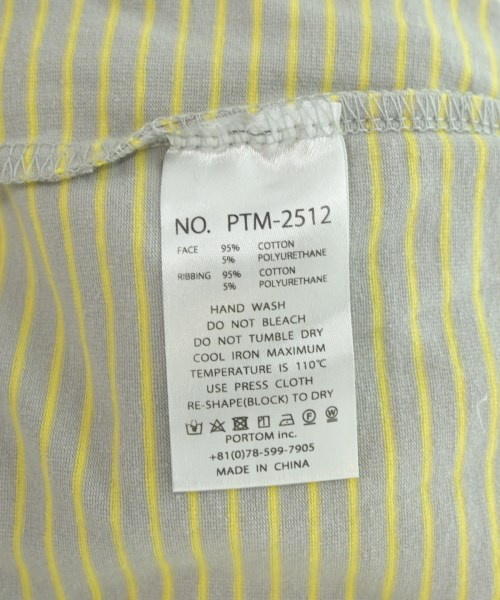 NO. PTM-2512
FACE 95% COTTON
5% POLYURETHANE
RIBBING 95% COTTON
5% POLYURETHANE
HAND WASH
DO NOT BLEACH
DO NOT TUMBLE DRY
COOL IRON MAXIMUM
TEMPERATURE IS 110℃
USE PRESS CLOTH
RE-SHAPE(BLOCK) TO DRY
PORTOM inc.
+81(0)78-599-7905
MADE IN CHINA